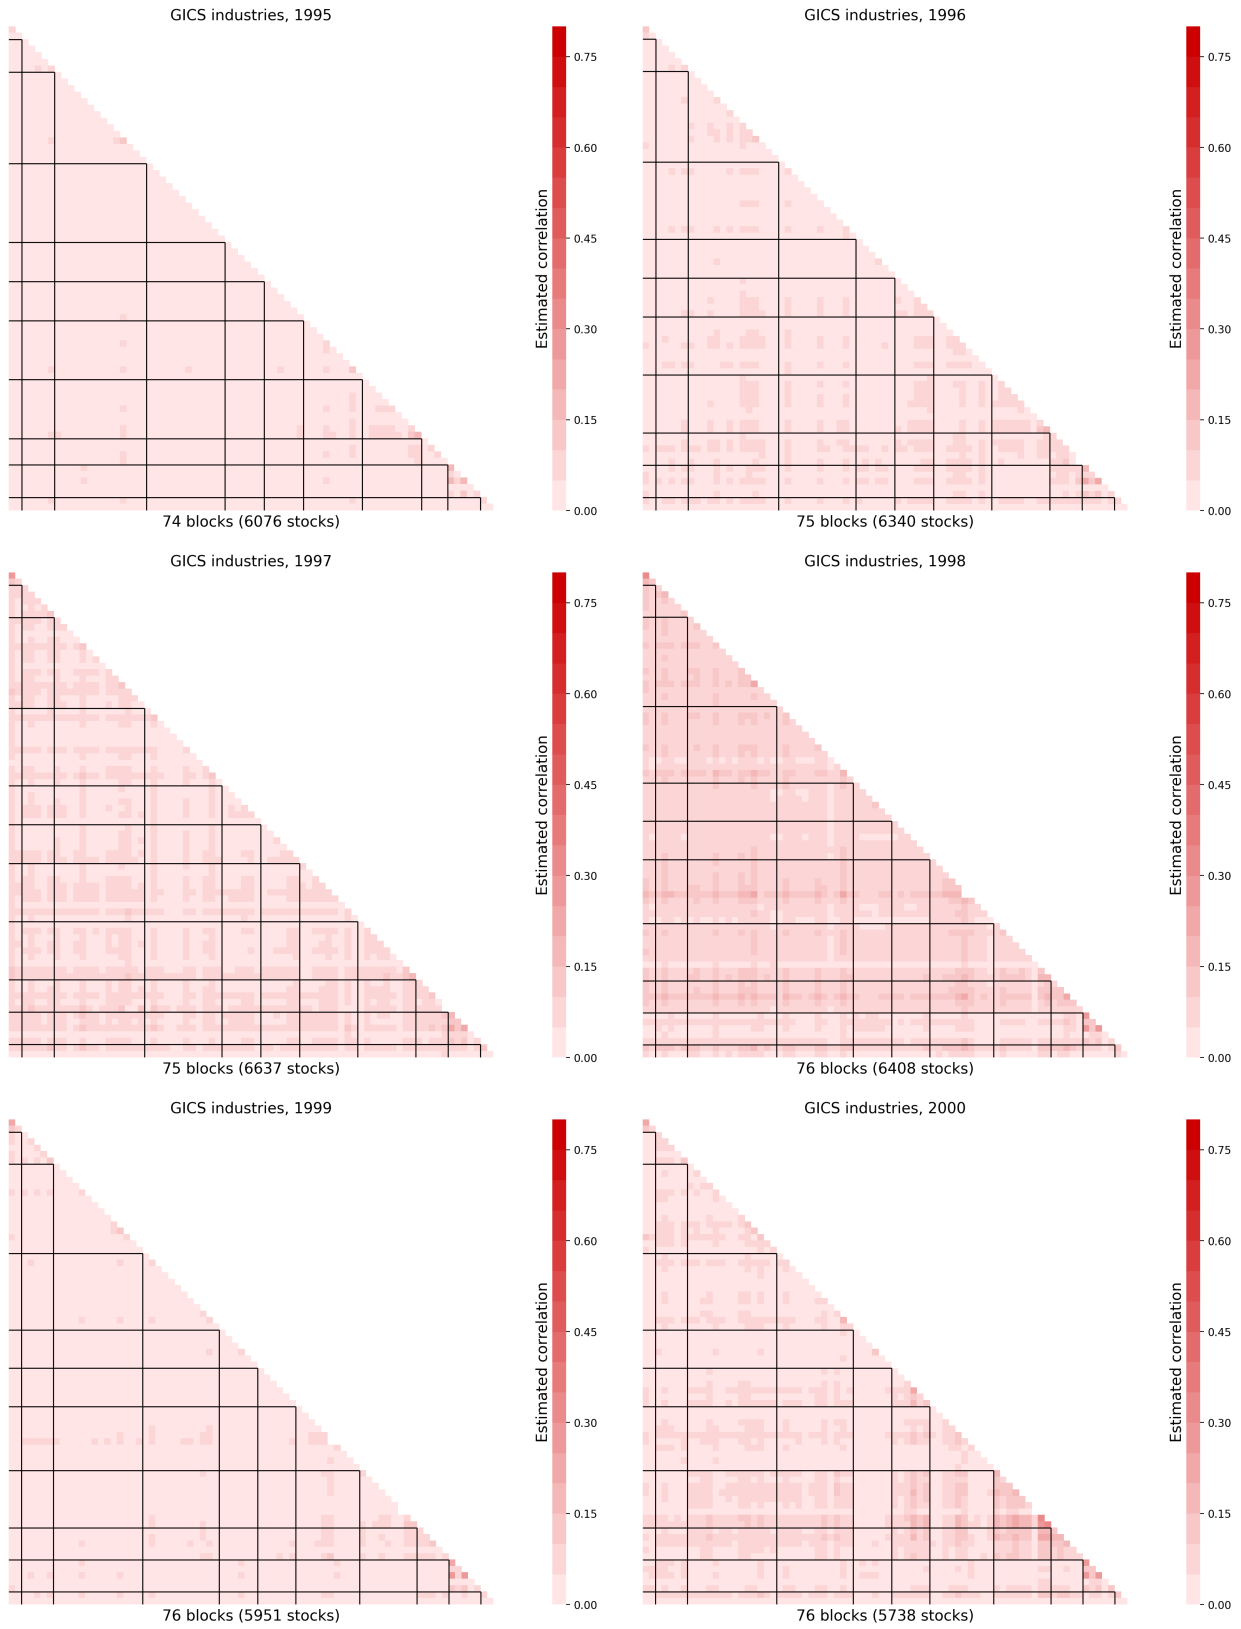 GICS industries, 1995
0.75
0.60
0.45
0.30
0.15
0.00
Estimated correlation
74 blocks (6076 stocks)
GICS industries, 1996
0.75
0.60
0.45
0.30
0.15
0.00
Estimated correlation
75 blocks (6340 stocks)
GICS industries, 1997
0.75
0.60
0.45
0.30
0.15
0.00
Estimated correlation
75 blocks (6637 stocks)
GICS industries, 1998
0.75
0.60
0.45
0.30
0.15
0.00
Estimated correlation
76 blocks (6408 stocks)
GICS industries, 1999
0.75
0.60
0.45
0.30
0.15
0.00
Estimated correlation
76 blocks (5951 stocks)
GICS industries, 2000
0.75
0.60
0.45
0.30
0.15
0.00
Estimated correlation
76 blocks (5738 stocks)